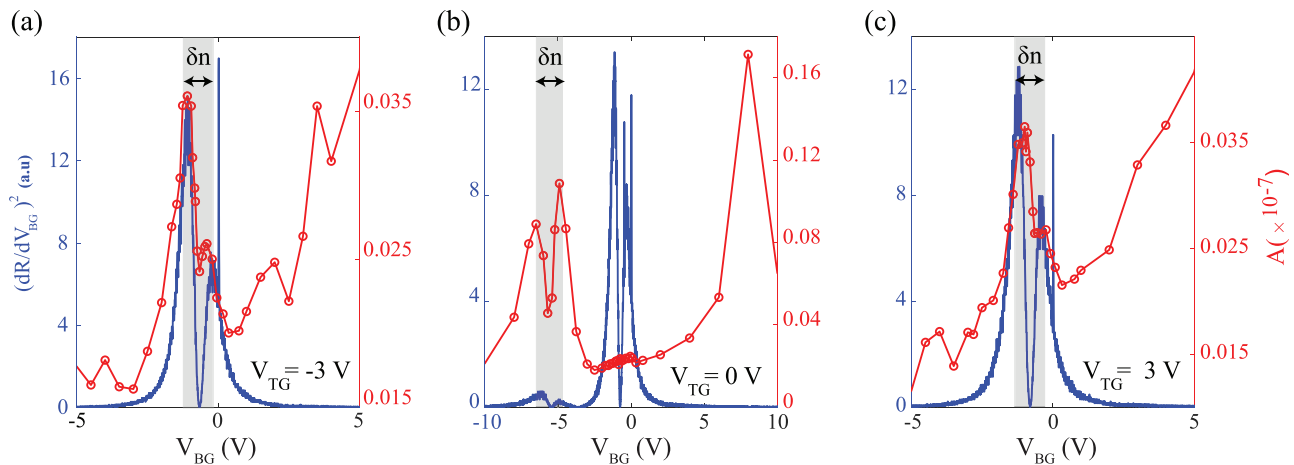 (a)
(b)
(c)
(dR/dV_BG)² (a.u)
16
12
8
4
0
δn
V_TG= -3 V
0.035
0.025
0.015
-5
0
5
V_BG (V)
12
8
4
0
δn
V_TG= 0 V
0.16
0.12
0.08
0.04
0
-10
-5
0
5
10
V_BG (V)
12
8
4
0
δn
V_TG= 3 V
0.035
0.025
0.015
-5
0
5
V_BG (V)
A( × 10⁻⁷)